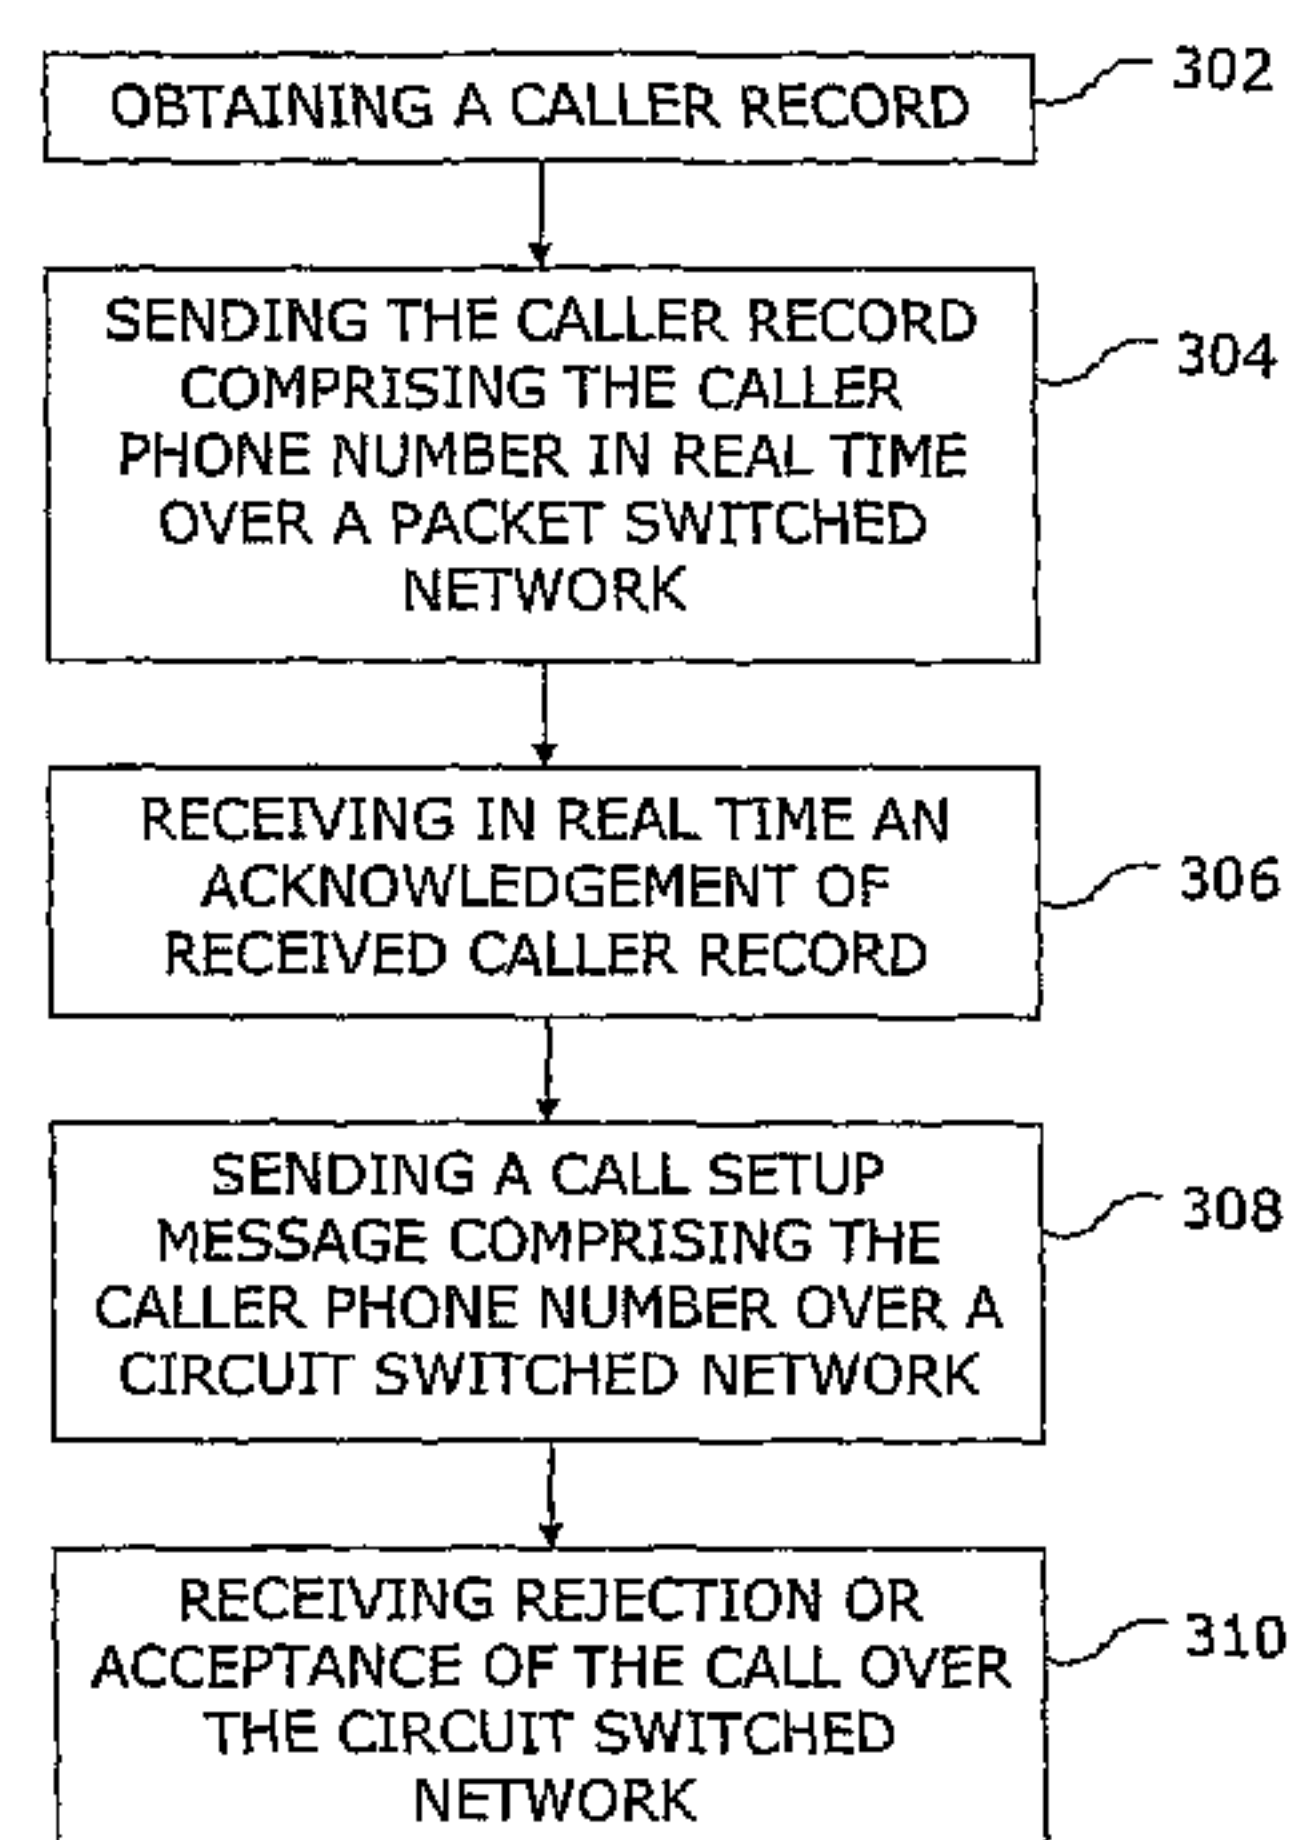 OBTAINING A CALLER RECORD
302
SENDING THE CALLER RECORD
COMPRISING THE CALLER
PHONE NUMBER IN REAL TIME
OVER A PACKET SWITCHED
NETWORK
304
RECEIVING IN REAL TIME AN
ACKNOWLEDGEMENT OF
RECEIVED CALLER RECORD
306
SENDING A CALL SETUP
MESSAGE COMPRISING THE
CALLER PHONE NUMBER OVER A
CIRCUIT SWITCHED NETWORK
308
RECEIVING REJECTION OR
ACCEPTANCE OF THE CALL OVER
THE CIRCUIT SWITCHED
NETWORK
310